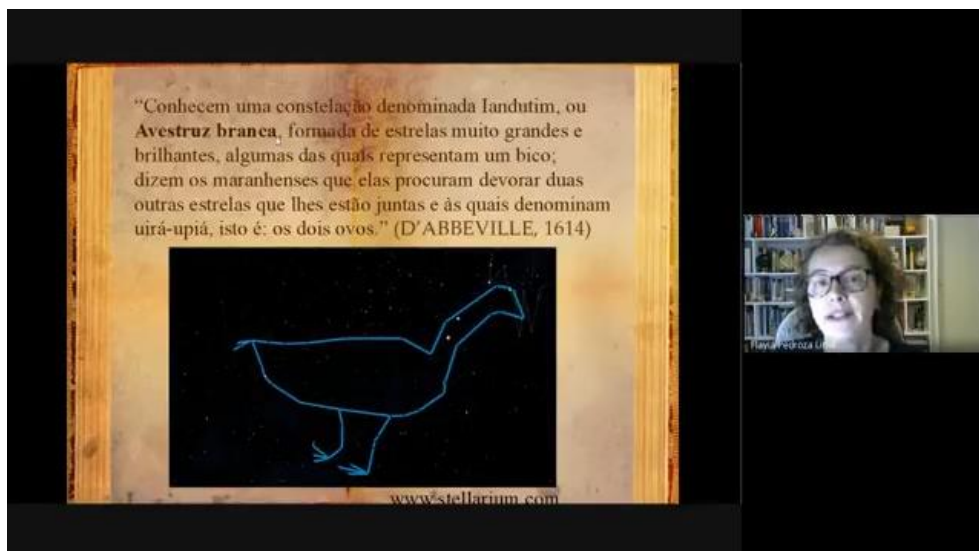 “Conhecem uma constelação denominada Iandutim, ou
Avestruz branca, formada de estrelas muito grandes e
brilhantes, algumas das quais representam um bico;
dizem os maranhenses que elas procuram devorar duas
outras estrelas que lhes estão juntas e às quais denominam
uirá-upiá, isto é: os dois ovos.” (D’ABBEVILLE, 1614)
www.stellarium.com
Flavia Pedroza